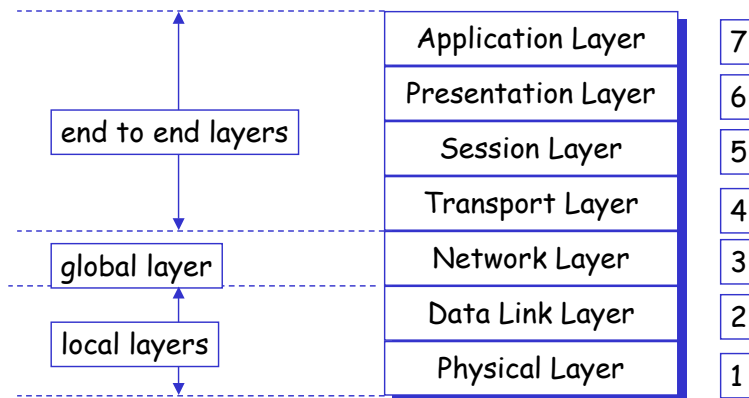 Application Layer 7
Presentation Layer 6
end to end layers
Session Layer 5
Transport Layer 4
global layer
Network Layer 3
Data Link Layer 2
local layers
Physical Layer 1